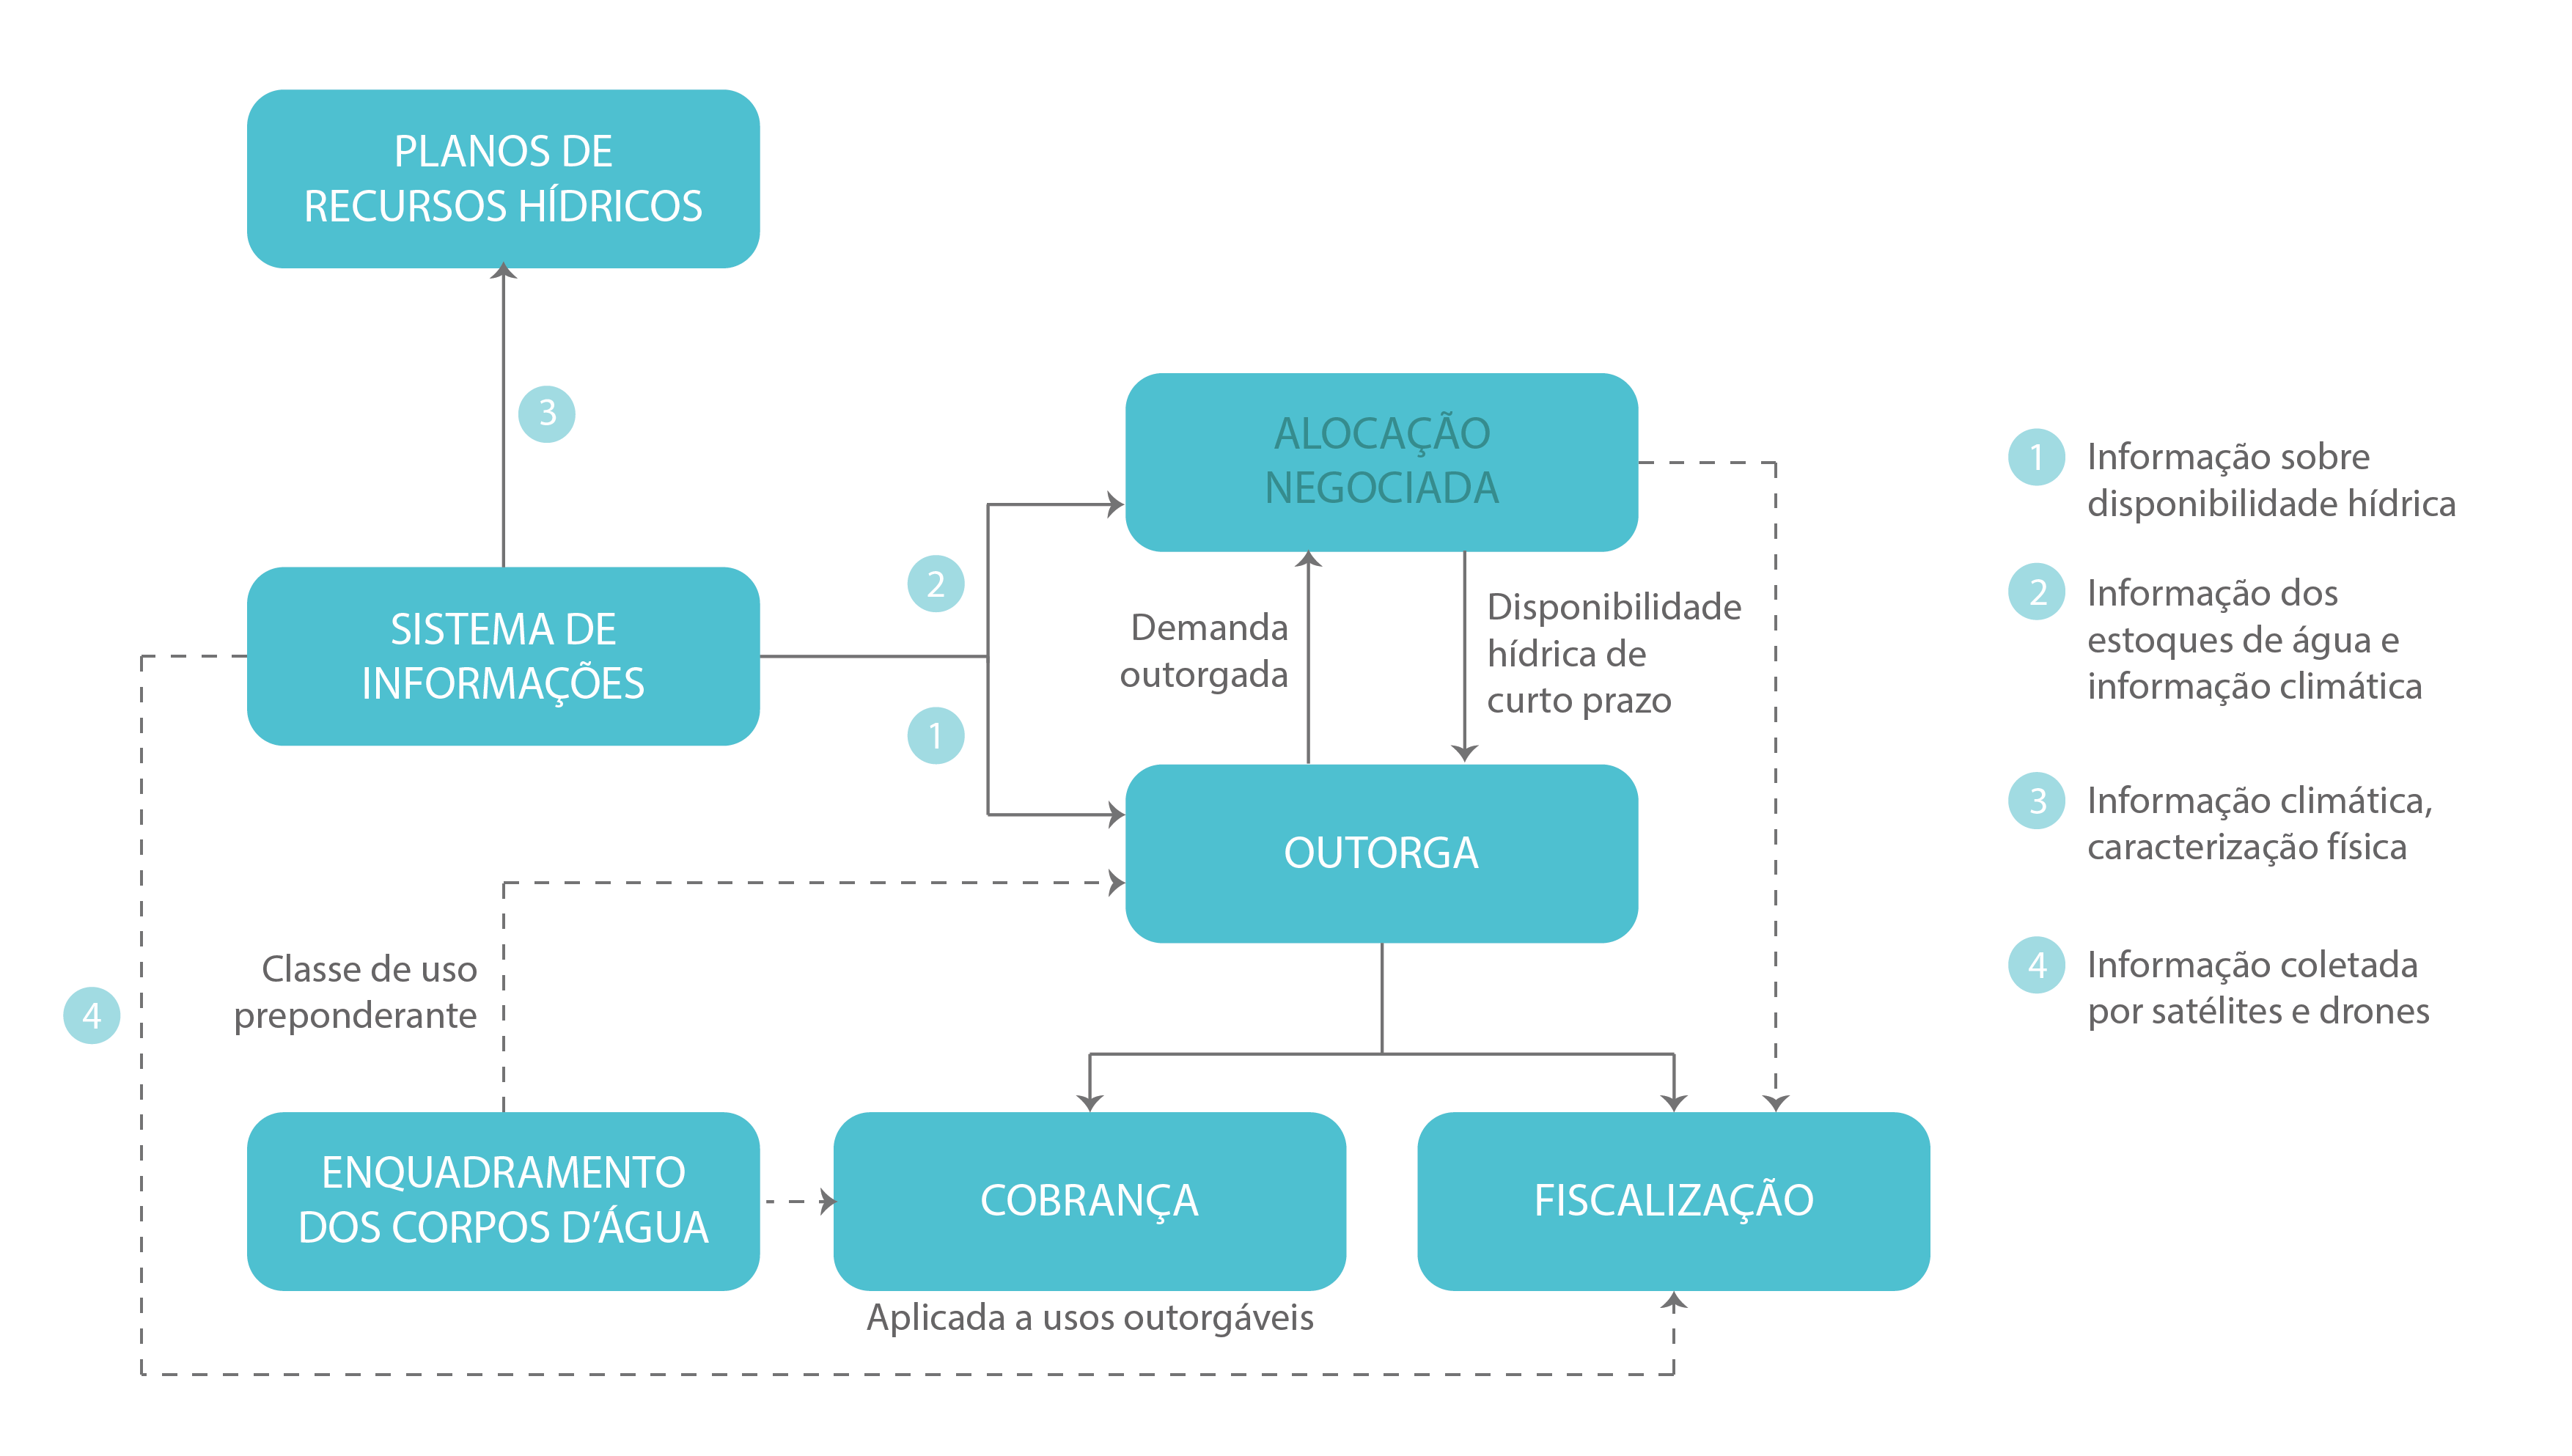 PLANOS DE
RECURSOS HÍDRICOS
3
ALOCAÇÃO
NEGOCIADA
SISTEMA DE
INFORMAÇÕES
2
1
Demanda
outorgada
Disponibilidade
hídrica de
curto prazo
OUTORGA
Classe de uso
preponderante
4
ENQUADRAMENTO
DOS CORPOS D’ÁGUA
COBRANÇA
Aplicada a usos outorgáveis
FISCALIZAÇÃO
1 Informação sobre
disponibilidade hídrica
2 Informação dos
estoques de água e
informação climática
3 Informação climática,
caracterização física
4 Informação coletada
por satélites e drones